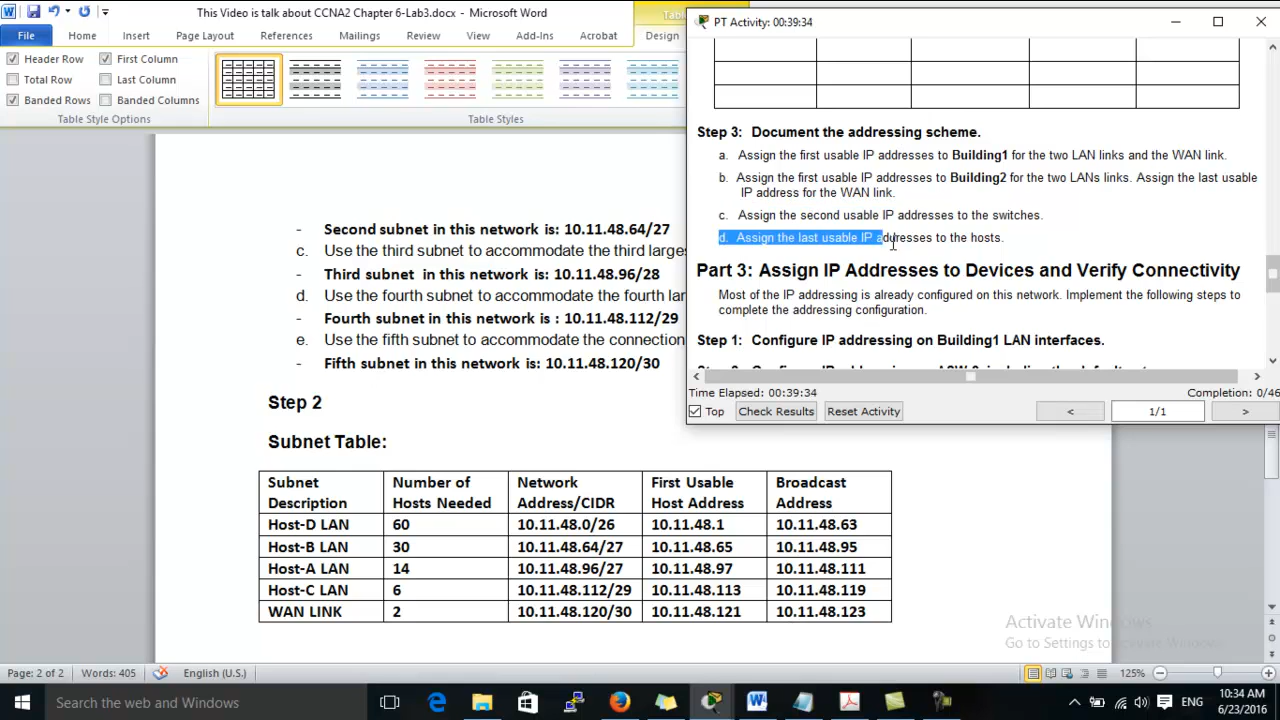 This Video is talk about CCNA2 Chapter 6-Lab3.docx - Microsoft Word
File Home Insert Page Layout References Mailings Review View Add-Ins Acrobat Design
Header Row First Column
Total Row Last Column
Banded Rows Banded Columns
Table Style Options
Table Styles
PT Activity: 00:39:34
Step 3: Document the addressing scheme.
a. Assign the first usable IP addresses to Building1 for the two LAN links and the WAN link.
b. Assign the first usable IP addresses to Building2 for the two LANs links. Assign the last usable
IP address for the WAN link.
c. Assign the second usable IP addresses to the switches.
d. Assign the last usable IP addresses to the hosts.
Part 3: Assign IP Addresses to Devices and Verify Connectivity
Most of the IP addressing is already configured on this network. Implement the following steps to
complete the addressing configuration.
Step 1: Configure IP addressing on Building1 LAN interfaces.
Time Elapsed: 00:39:34
Completion: 0/46
Top Check Results Reset Activity < 1/1 >
- Second subnet in this network is: 10.11.48.64/27
c. Use the third subnet to accommodate the third larges
- Third subnet in this network is: 10.11.48.96/28
d. Use the fourth subnet to accommodate the fourth lar
- Fourth subnet in this network is : 10.11.48.112/29
e. Use the fifth subnet to accommodate the connection
- Fifth subnet in this network is: 10.11.48.120/30
Step 2
Subnet Table:
Subnet Description Number of Hosts Needed Network Address/CIDR First Usable Host Address Broadcast Address
Host-D LAN 60 10.11.48.0/26 10.11.48.1 10.11.48.63
Host-B LAN 30 10.11.48.64/27 10.11.48.65 10.11.48.95
Host-A LAN 14 10.11.48.96/27 10.11.48.97 10.11.48.111
Host-C LAN 6 10.11.48.112/29 10.11.48.113 10.11.48.119
WAN LINK 2 10.11.48.120/30 10.11.48.121 10.11.48.123
Activate Windows
Go to Settings to Activate Windows.
Page: 2 of 2 Words: 405 English (U.S.) 125%
Search the web and Windows
ENG
10:34 AM
6/23/2016